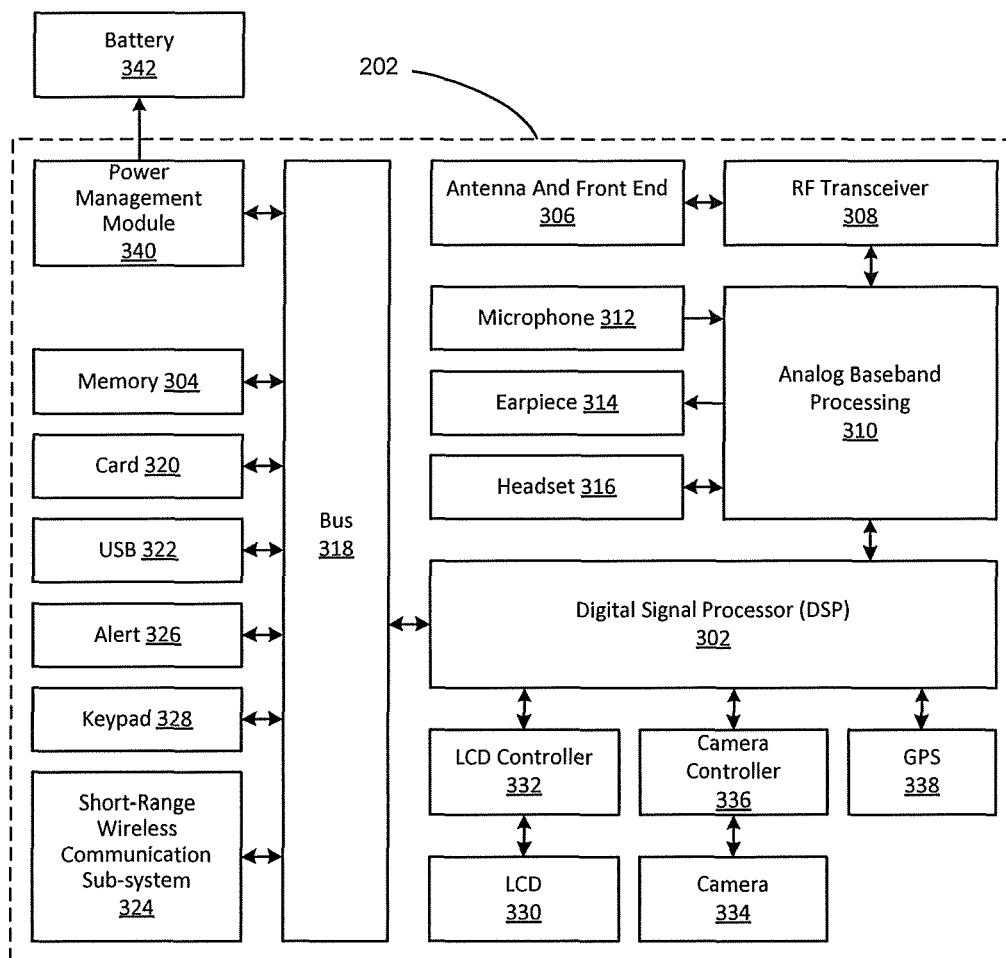 Battery
342
202
Power
Management
Module
340
Memory 304
Card 320
USB 322
Alert 326
Keypad 328
Short-Range
Wireless
Communication
Sub-system
324
Bus
318
Antenna And Front End
306
RF Transceiver
308
Microphone 312
Earpiece 314
Headset 316
Analog Baseband
Processing
310
Digital Signal Processor (DSP)
302
LCD Controller
332
Camera
Controller
336
GPS
338
LCD
330
Camera
334